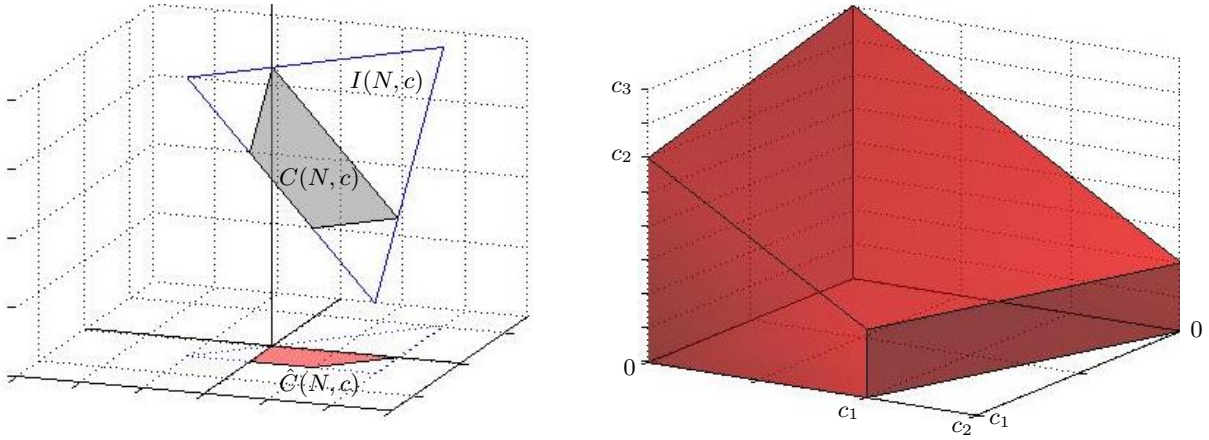 I(N, c)
C(N, c)
Ĉ(N, c)
c₃
c₂
0
c₁
c₂
c₁
0